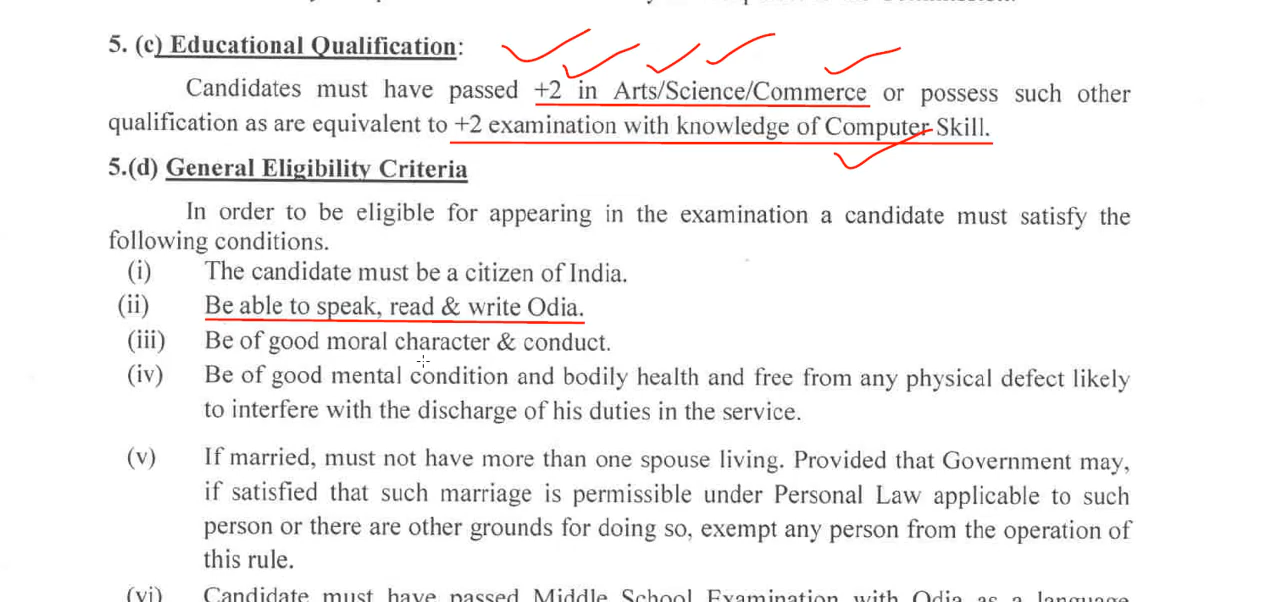 5. (c) Educational Qualification:
Candidates must have passed +2 in Arts/Science/Commerce or possess such other
qualification as are equivalent to +2 examination with knowledge of Computer Skill.
5.(d) General Eligibility Criteria
In order to be eligible for appearing in the examination a candidate must satisfy the
following conditions.
(i) The candidate must be a citizen of India.
(ii) Be able to speak, read & write Odia.
(iii) Be of good moral character & conduct.
(iv) Be of good mental condition and bodily health and free from any physical defect likely
to interfere with the discharge of his duties in the service.
(v) If married, must not have more than one spouse living. Provided that Government may,
if satisfied that such marriage is permissible under Personal Law applicable to such
person or there are other grounds for doing so, exempt any person from the operation of
this rule.
(vi) Candidate must have passed Middle School Examination with Odia as a language